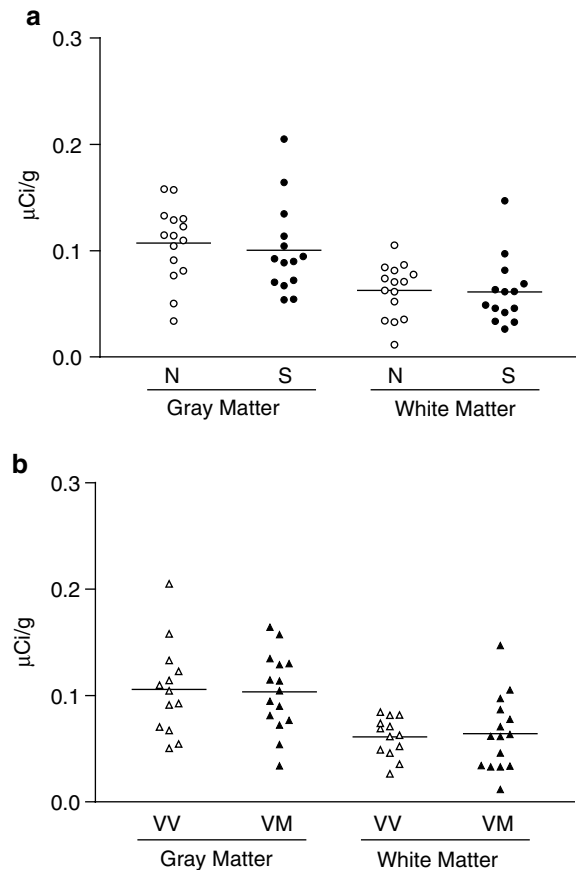 a
0.3
0.2
0.1
0.0
μCi/g
N S N S
Gray Matter White Matter
b
0.3
0.2
0.1
0.0
μCi/g
VV VM VV VM
Gray Matter White Matter